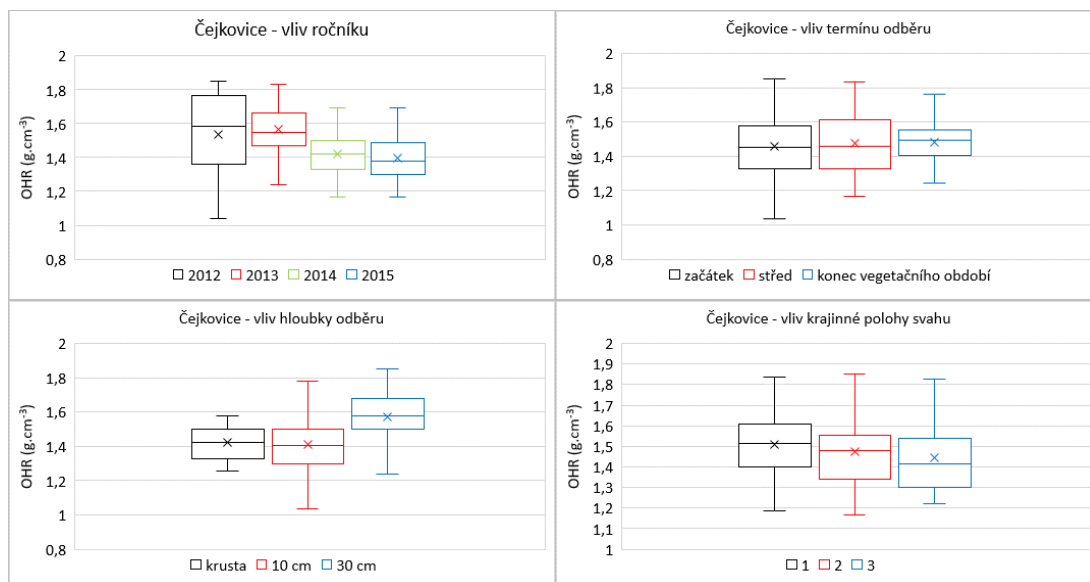 Čejkovice - vliv ročníku
OHR (g.cm⁻³)
2
1,8
1,6
1,4
1,2
1
0,8
2012 2013 2014 2015
Čejkovice - vliv termínu odběru
OHR (g.cm⁻³)
2
1,8
1,6
1,4
1,2
1
0,8
začátek střed konec vegetačního období
Čejkovice - vliv hloubky odběru
OHR (g.cm⁻³)
2
1,8
1,6
1,4
1,2
1
0,8
krusta 10 cm 30 cm
Čejkovice - vliv krajinné polohy svahu
OHR (g.cm⁻³)
2
1,9
1,8
1,7
1,6
1,5
1,4
1,3
1,2
1,1
1
1 2 3